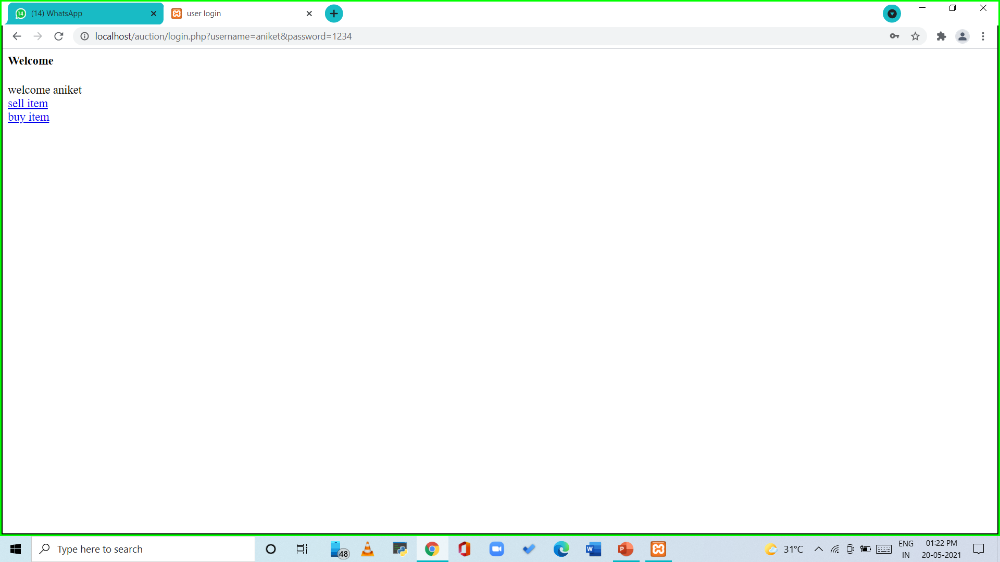 14 (14) WhatsApp
user login
localhost/auction/login.php?username=aniket&password=1234
Welcome
welcome aniket
sell item
buy item
Type here to search
48
W
P
31°C
ENG
IN
01:22 PM
20-05-2021